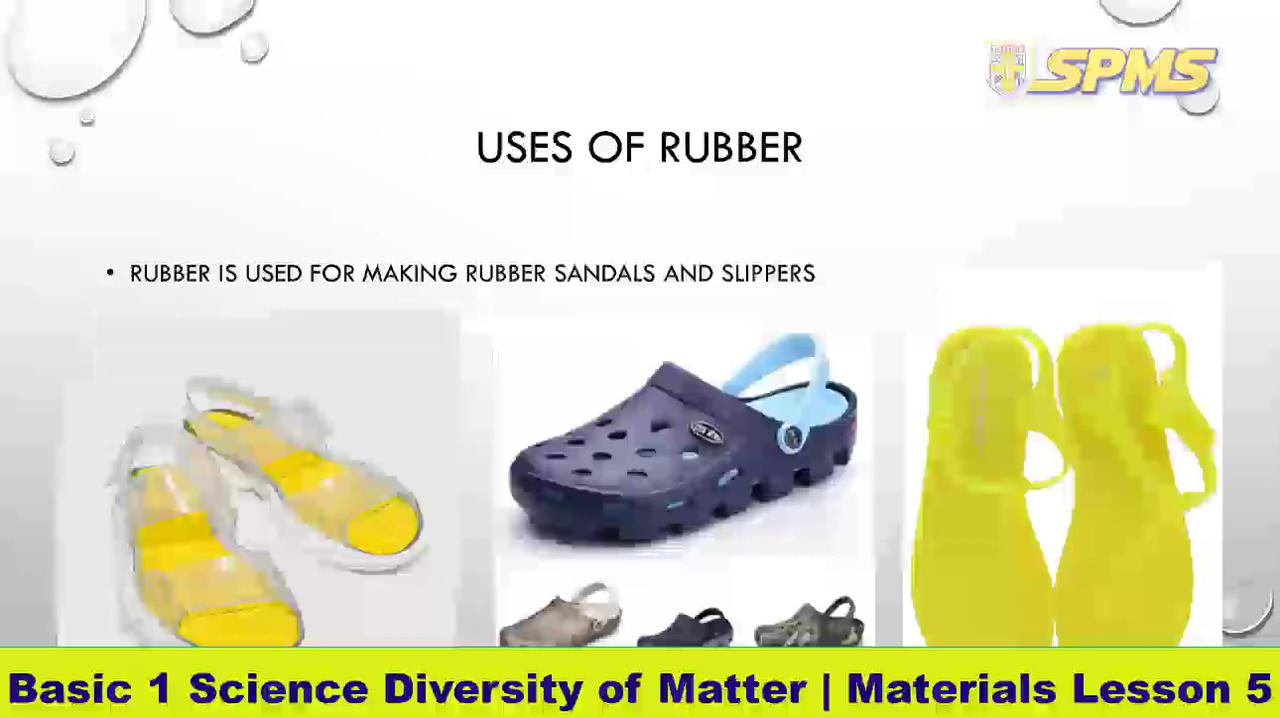 SPMS
USES OF RUBBER
• RUBBER IS USED FOR MAKING RUBBER SANDALS AND SLIPPERS
Basic 1 Science Diversity of Matter | Materials Lesson 5